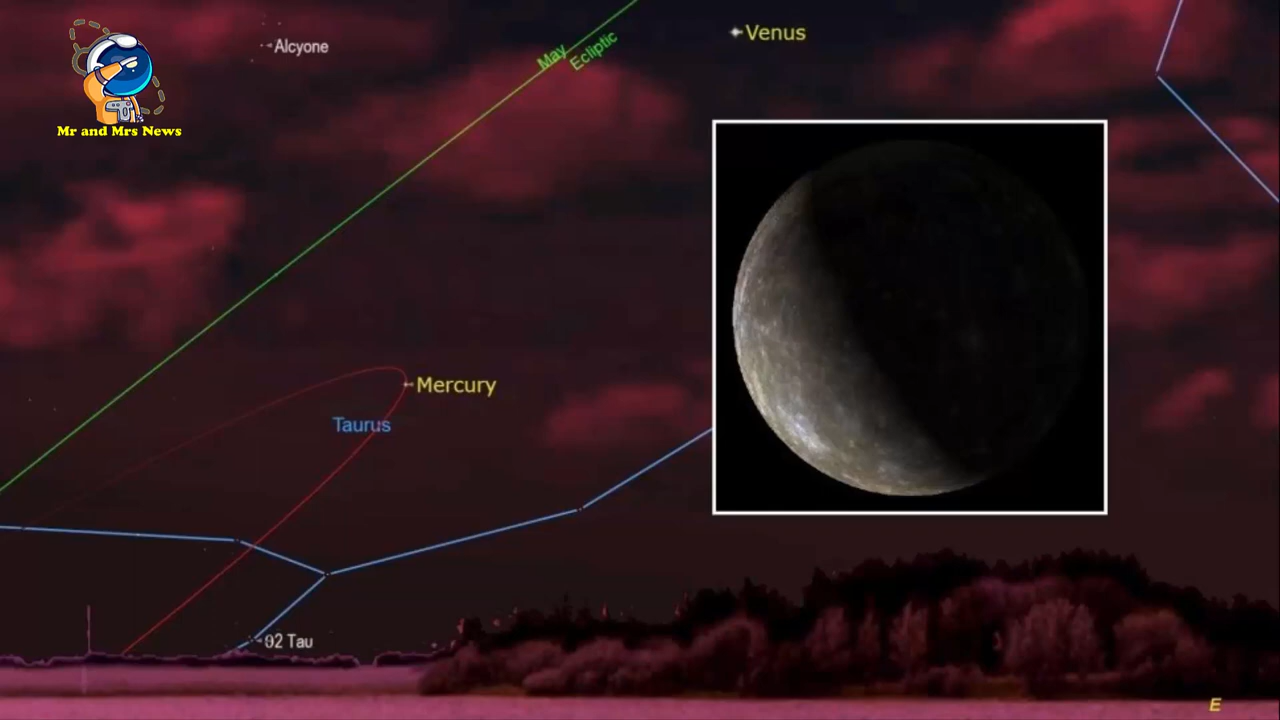 Alcyone
May
Ecliptic
Venus
Mr and Mrs News
Mercury
Taurus
θ2 Tau
E